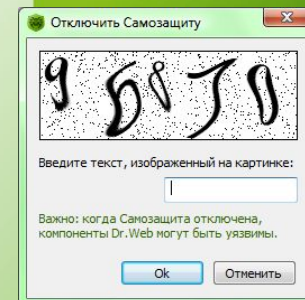 Отключить Самозащиту
Введите текст, изображенный на картинке:
Важно: когда Самозащита отключена,
компоненты Dr.Web могут быть уязвимы.
Ok Отменить